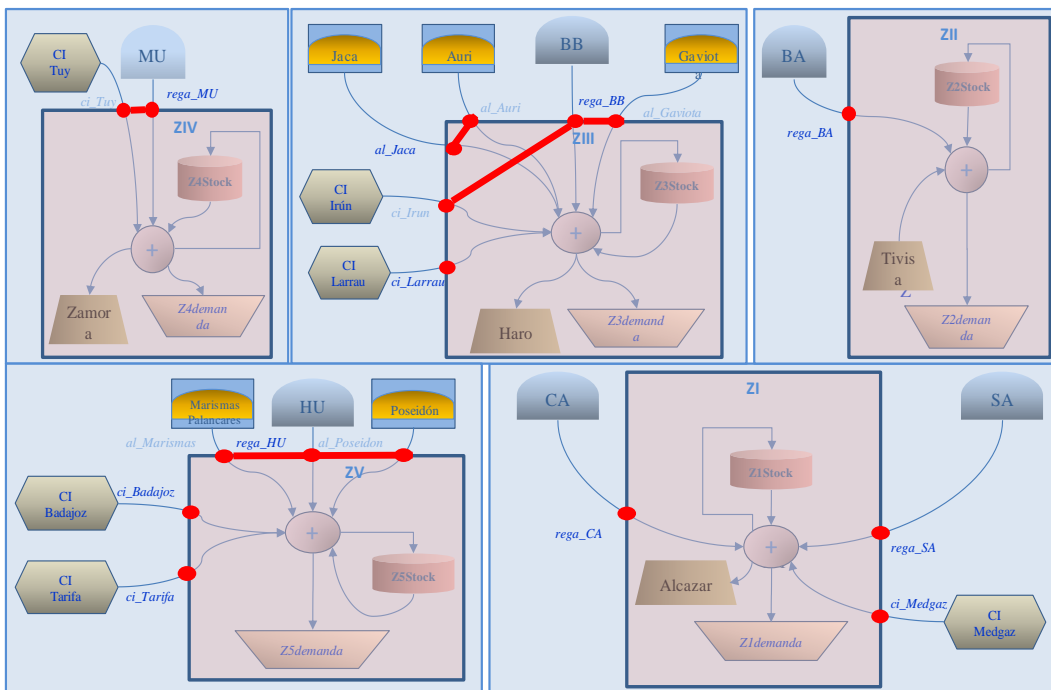 CI
Tuy
MU
ci_Tuy
rega_MU
ZIV
Z4Stock
+
Zamor
a
Z4deman
da
Jaca
Auri
BB
Gaviot
a
al_Auri
rega_BB
al_Gaviota
ZIII
al_Jaca
CI
Irún
ci_Irun
Z3Stock
+
CI
Larrau
ci_Larrau
Haro
Z3demand
a
BA
ZII
Z2Stock
rega_BA
+
Tivis
a
Z
Z2deman
da
Marismas
Palancares
HU
Poseidón
al_Marismas
rega_HU
al_Poseidon
ZV
CI
Badajoz
ci_Badajoz
+
Z5Stock
CI
Tarifa
ci_Tarifa
Z5demanda
CA
ZI
SA
Z1Stock
rega_CA
+
rega_SA
Alcazar
ci_Medgaz
CI
Medgaz
Z1demanda